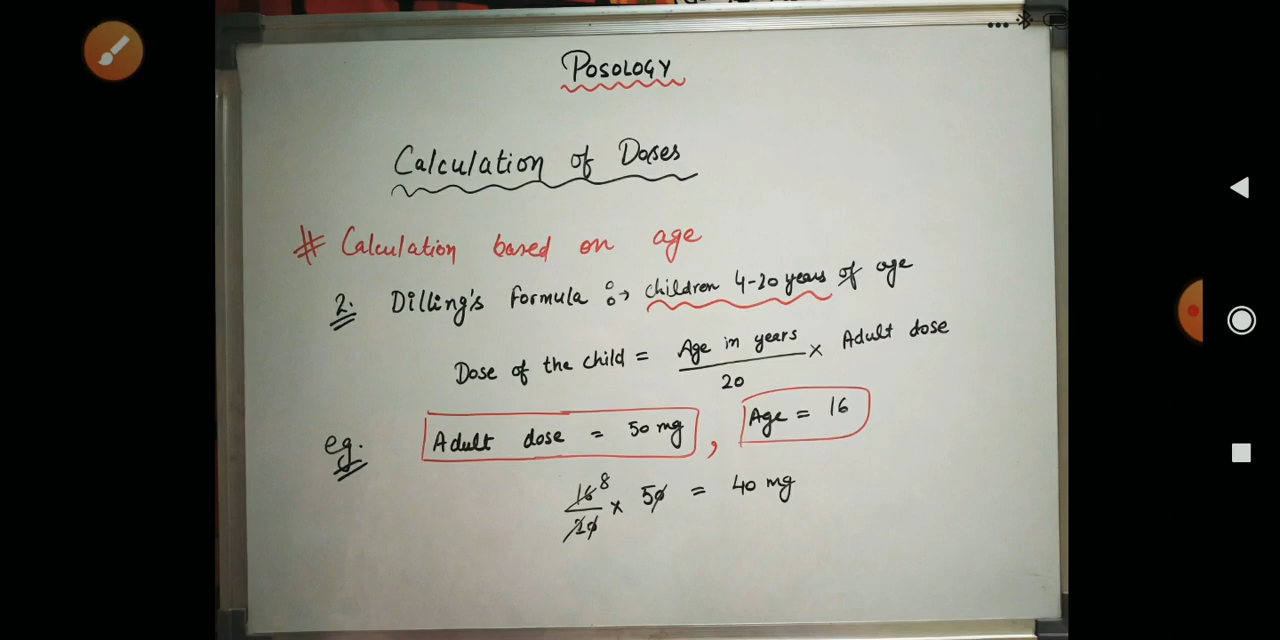 POSOLOGY
Calculation of Doses
# Calculation based on age
2. Dilling's formula : → children 4-20 years of age
Dose of the child = Age in years / 20 × Adult dose
eg. Adult dose = 50 mg , Age = 16
16 8 / 20 × 50 = 40 mg